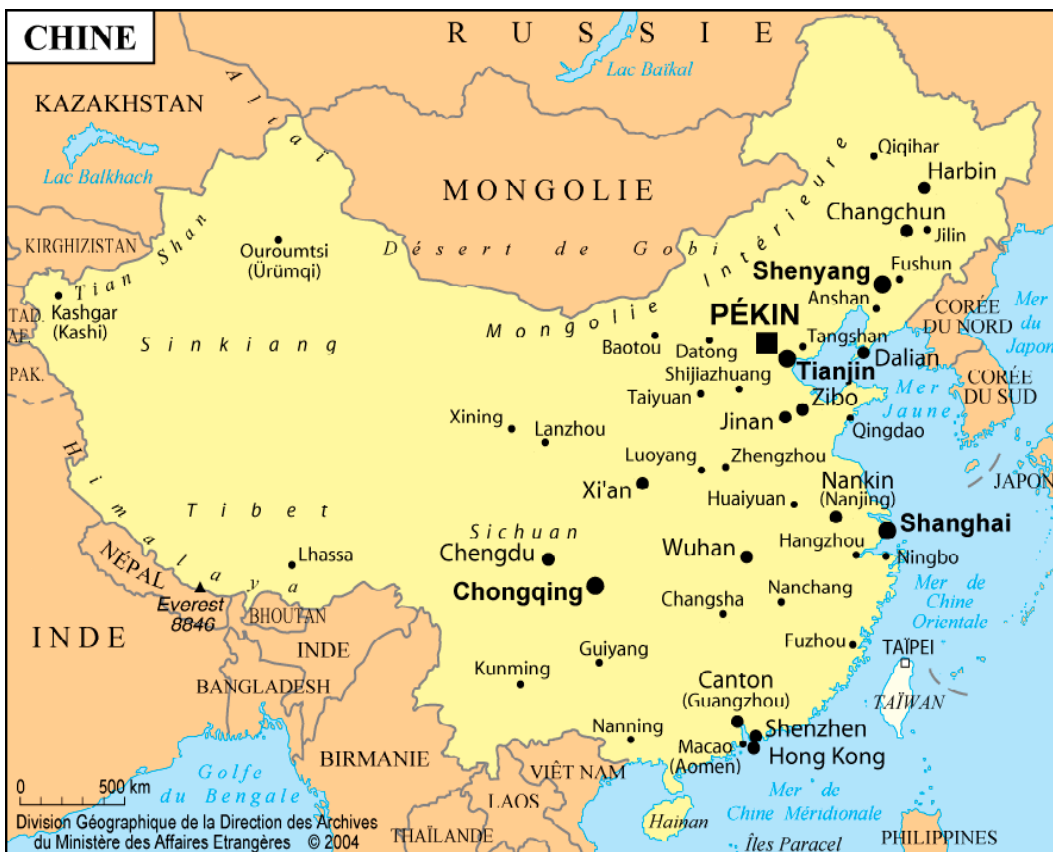 CHINE
RUSSIE
Lac Baïkal
Altaï
KAZAKHSTAN
Lac Balkhach
MONGOLIE
Qiqihar
Harbin
Changchun
Jilin
KIRGHIZISTAN
Tian Shan
Ouroumtsi
(Ürümqi)
Désert de Gobi
Mongolie Intérieure
Shenyang
Fushun
Anshan
Kashgar
(Kashi)
TAD.
AF.
PAK.
Sinkiang
PÉKIN
Baotou
Datong
Tangshan
Dalian
CORÉE
DU NORD
Mer
du
Japon
Tianjin
Shijiazhuang
Taiyuan
Zibo
Jinan
Mer
Jaune
CORÉE
DU SUD
Qingdao
Xining
Lanzhou
Luoyang
Zhengzhou
JAPON
Xi'an
Huaiyuan
Nankin
(Nanjing)
Himalaya
Tibet
Sichuan
Shanghai
Hangzhou
Ningbo
Lhassa
Chengdu
Wuhan
NÉPAL
Everest
8846
BHOUTAN
Chongqing
Changsha
Nanchang
Mer de
Chine
Orientale
INDE
INDE
Fuzhou
TAÏPEI
TAÏWAN
Guiyang
Kunming
BANGLADESH
Canton
(Guangzhou)
Nanning
Shenzhen
Macao
(Aomen)
Hong Kong
BIRMANIE
VIÊT NAM
LAOS
Golfe
du Bengale
Mer de
Chine Méridionale
Hainan
THAÏLANDE
Îles Paracel
PHILIPPINES
0 500 km
Division Géographique de la Direction des Archives
du Ministère des Affaires Etrangères © 2004